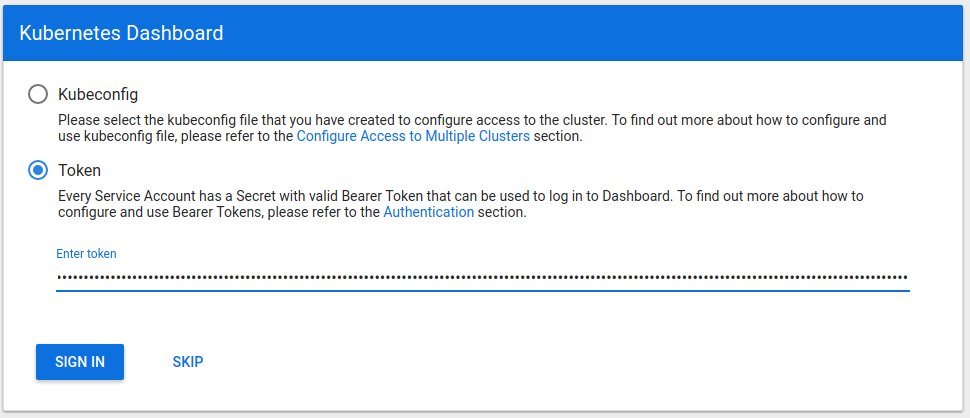 Kubernetes Dashboard
Kubeconfig
Please select the kubeconfig file that you have created to configure access to the cluster. To find out more about how to configure and
use kubeconfig file, please refer to the Configure Access to Multiple Clusters section.
Token
Every Service Account has a Secret with valid Bearer Token that can be used to log in to Dashboard. To find out more about how to
configure and use Bearer Tokens, please refer to the Authentication section.
Enter token
SIGN IN
SKIP